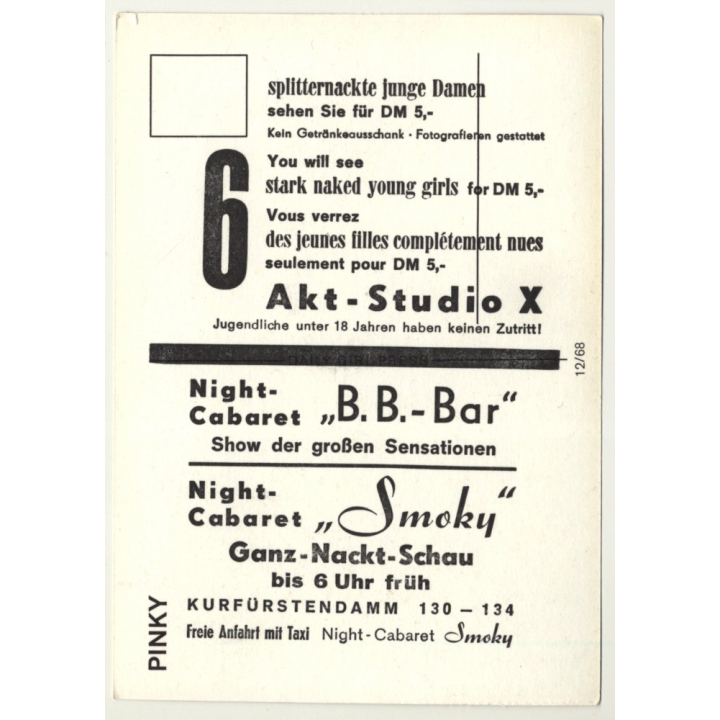 splitternackte junge Damen
sehen Sie für DM 5,-
Kein Getränkeausschank · Fotografieren gestattet
6
You will see
stark naked young girls for DM 5,-
Vous verrez
des jeunes filles complétement nues
seulement pour DM 5,-
Akt-Studio X
Jugendliche unter 18 Jahren haben keinen Zutritt!
12/68
Night-
Cabaret „B.B.-Bar“
Show der großen Sensationen
Night-
Cabaret „Smoky“
Ganz-Nackt-Schau
bis 6 Uhr früh
KURFÜRSTENDAMM 130 – 134
Freie Anfahrt mit Taxi Night-Cabaret Smoky
PINKY